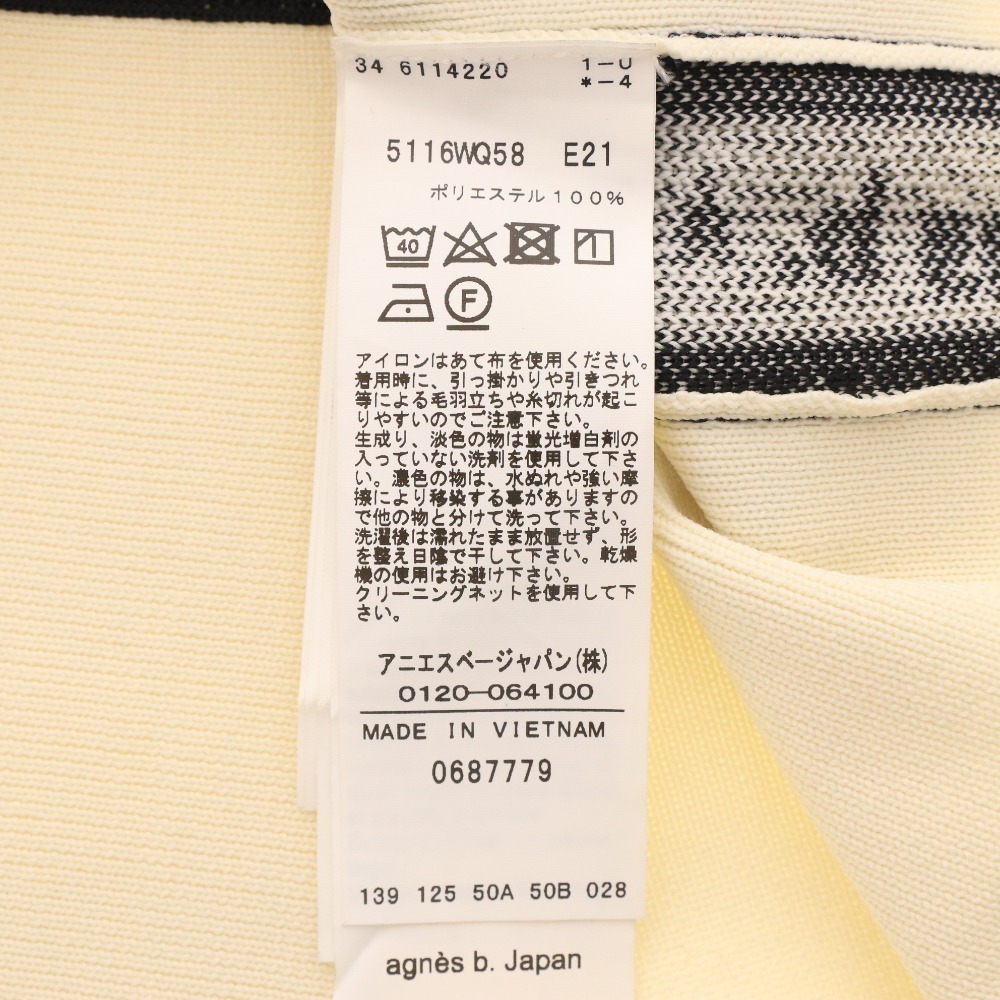 34 6114220 1-U
*-4
5116WQ58 E21
ポリエステル100%
40
F
アイロンはあて布を使用ください。
着用時に、引っ掛かりや引きつれ
等による毛羽立ちや糸切れが起こ
りやすいのでご注意下さい。
生成り、淡色の物は蛍光増白剤の
入っていない洗剤を使用して下さ
い。濃色の物は、水ぬれや強い摩
擦により移染する事がありますの
で他の物と分けて洗って下さい。
洗濯後は濡れたまま放置せず、形
を整え日陰で干して下さい。乾燥
機の使用はお避け下さい。
クリーニングネットを使用して下
さい。
アニエスベージャパン(株)
0120-064100
MADE IN VIETNAM
0687779
139 125 50A 50B 028
agnès b. Japan